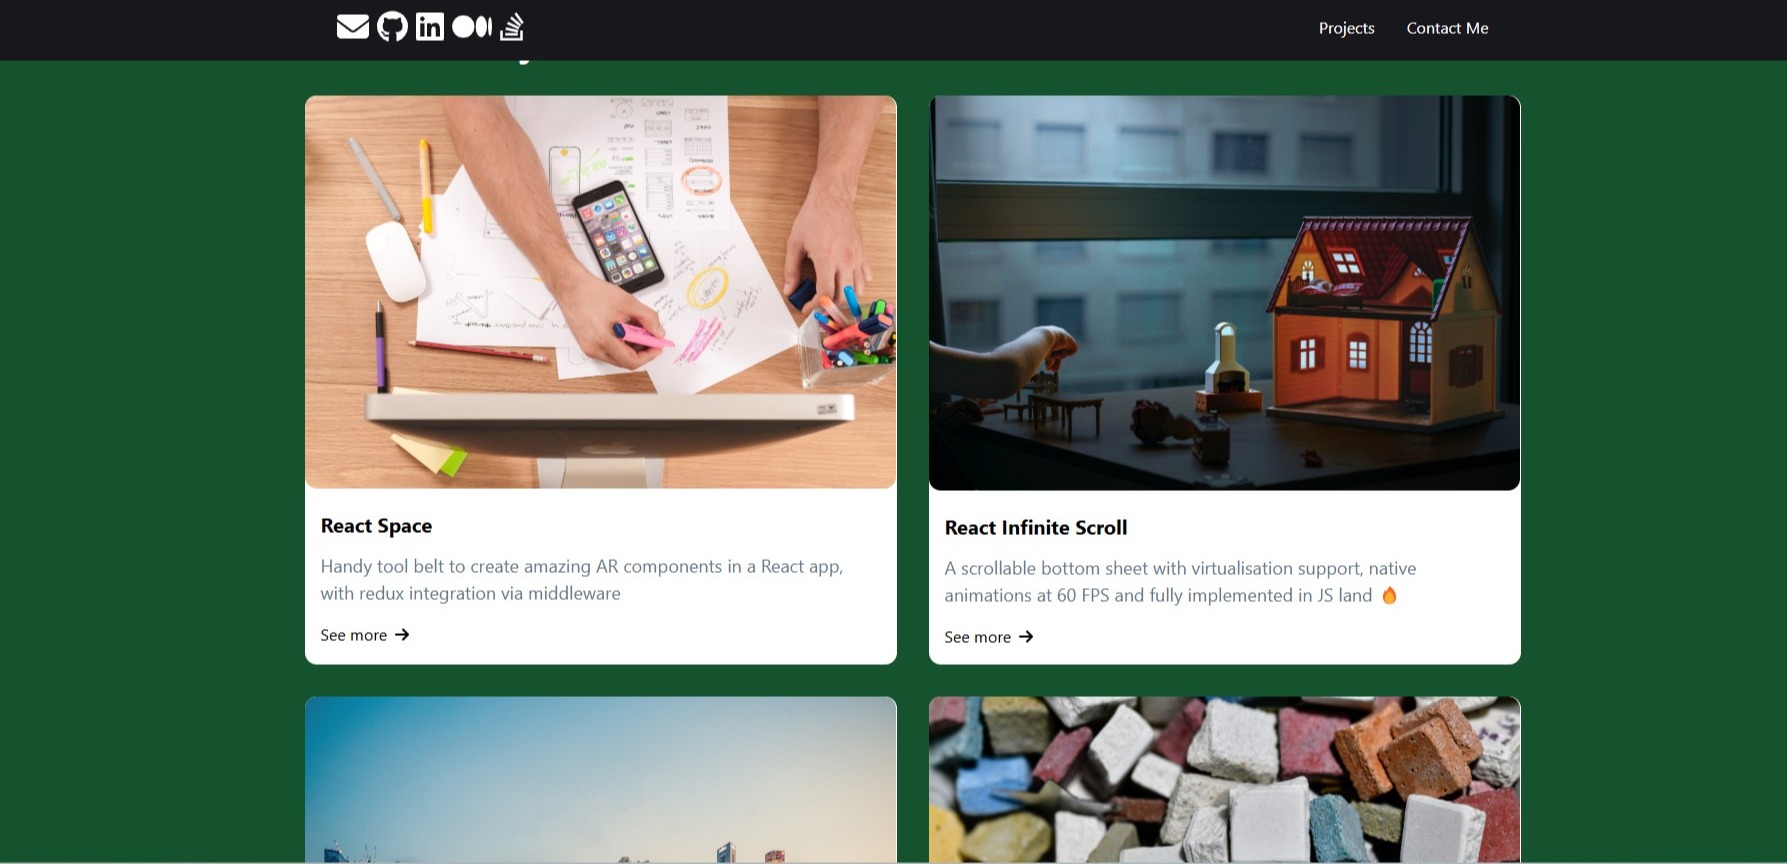 Projects
Contact Me
React Space
Handy tool belt to create amazing AR components in a React app,
with redux integration via middleware
See more
React Infinite Scroll
A scrollable bottom sheet with virtualisation support, native
animations at 60 FPS and fully implemented in JS land 🔥
See more